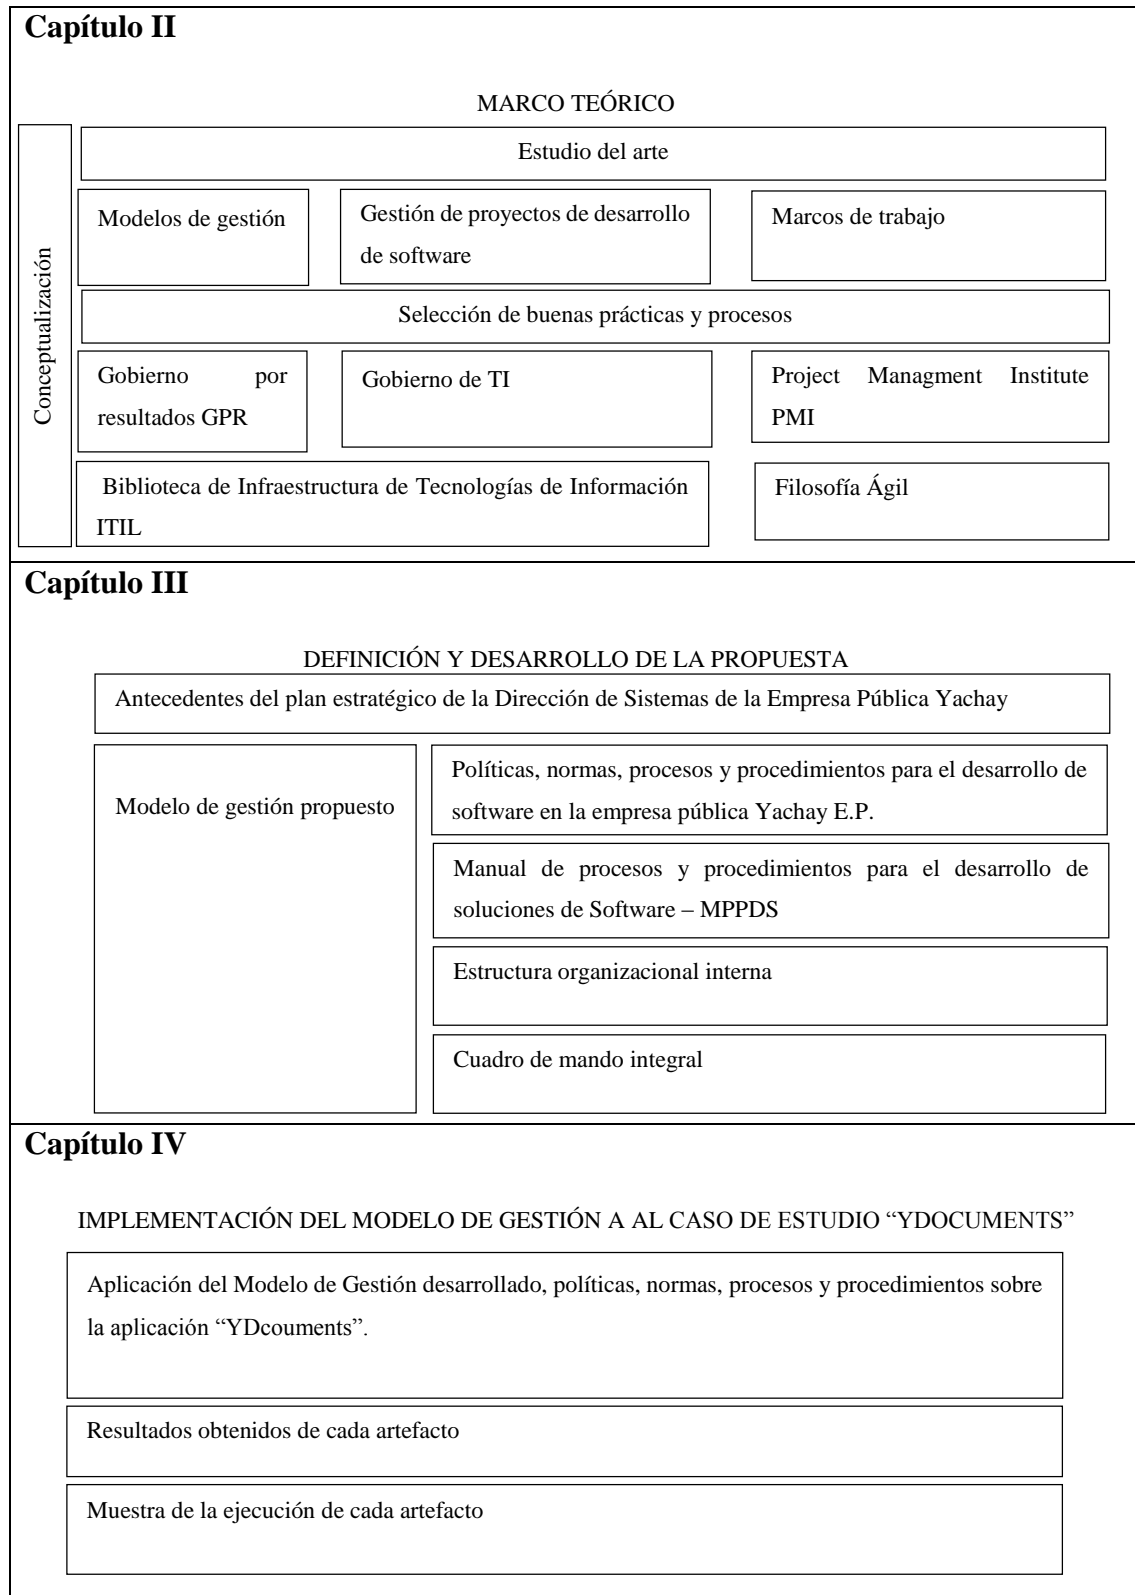 Capítulo II
MARCO TEÓRICO
Conceptualización
Estudio del arte
Modelos de gestión
Gestión de proyectos de desarrollo
de software
Marcos de trabajo
Selección de buenas prácticas y procesos
Gobierno por
resultados GPR
Gobierno de TI
Project Managment Institute
PMI
Biblioteca de Infraestructura de Tecnologías de Información
ITIL
Filosofía Ágil
Capítulo III
DEFINICIÓN Y DESARROLLO DE LA PROPUESTA
Antecedentes del plan estratégico de la Dirección de Sistemas de la Empresa Pública Yachay
Modelo de gestión propuesto
Políticas, normas, procesos y procedimientos para el desarrollo de
software en la empresa pública Yachay E.P.
Manual de procesos y procedimientos para el desarrollo de
soluciones de Software – MPPDS
Estructura organizacional interna
Cuadro de mando integral
Capítulo IV
IMPLEMENTACIÓN DEL MODELO DE GESTIÓN A AL CASO DE ESTUDIO “YDOCUMENTS”
Aplicación del Modelo de Gestión desarrollado, políticas, normas, procesos y procedimientos sobre
la aplicación “YDcouments”.
Resultados obtenidos de cada artefacto
Muestra de la ejecución de cada artefacto